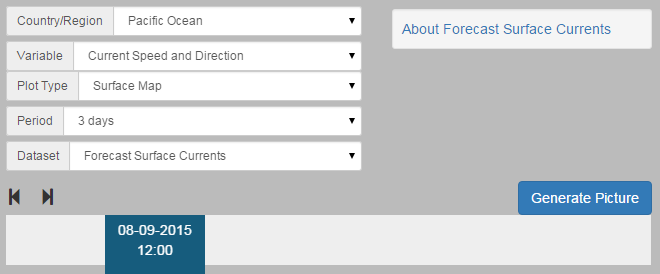 Country/Region Pacific Ocean
About Forecast Surface Currents
Variable Current Speed and Direction
Plot Type Surface Map
Period 3 days
Dataset Forecast Surface Currents
Generate Picture
08-09-2015
12:00